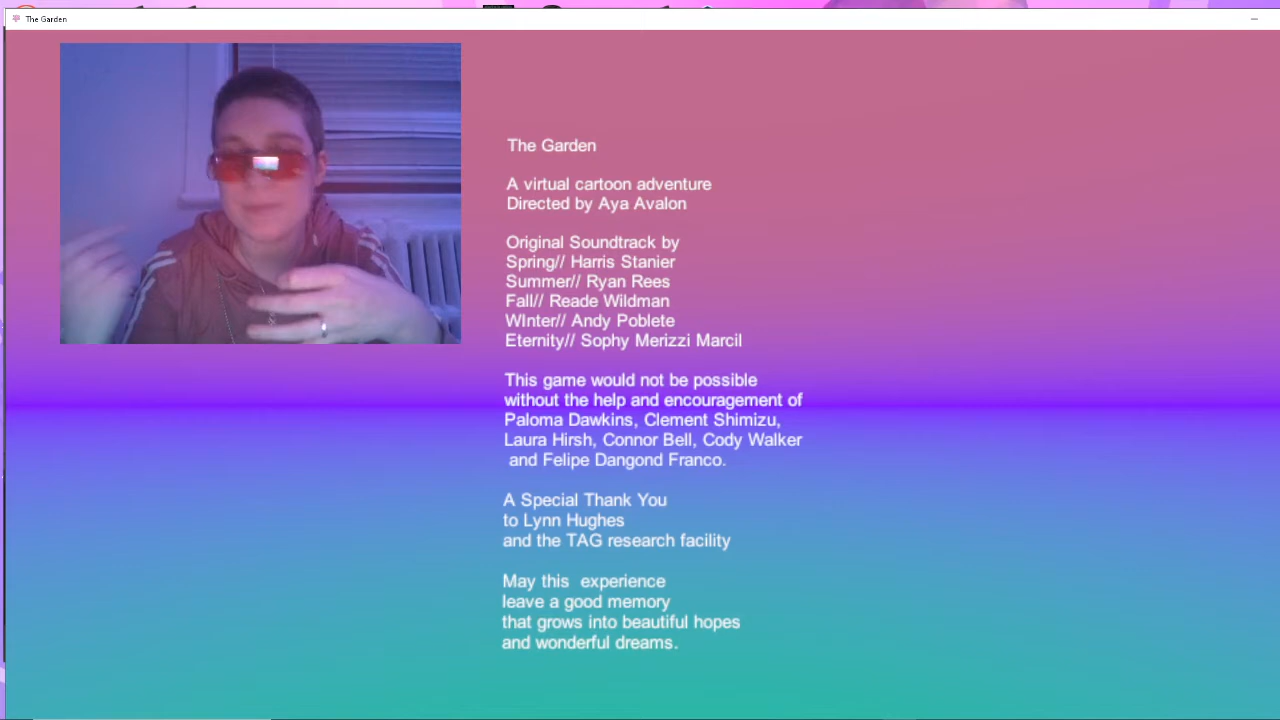 The Garden
The Garden
A virtual cartoon adventure
Directed by Aya Avalon
Original Soundtrack by
Spring// Harris Stanier
Summer// Ryan Rees
Fall// Reade Wildman
WInter// Andy Poblete
Eternity// Sophy Merizzi Marcil
This game would not be possible
without the help and encouragement of
Paloma Dawkins, Clement Shimizu,
Laura Hirsh, Connor Bell, Cody Walker
and Felipe Dangond Franco.
A Special Thank You
to Lynn Hughes
and the TAG research facility
May this  experience
leave a good memory
that grows into beautiful hopes
and wonderful dreams.